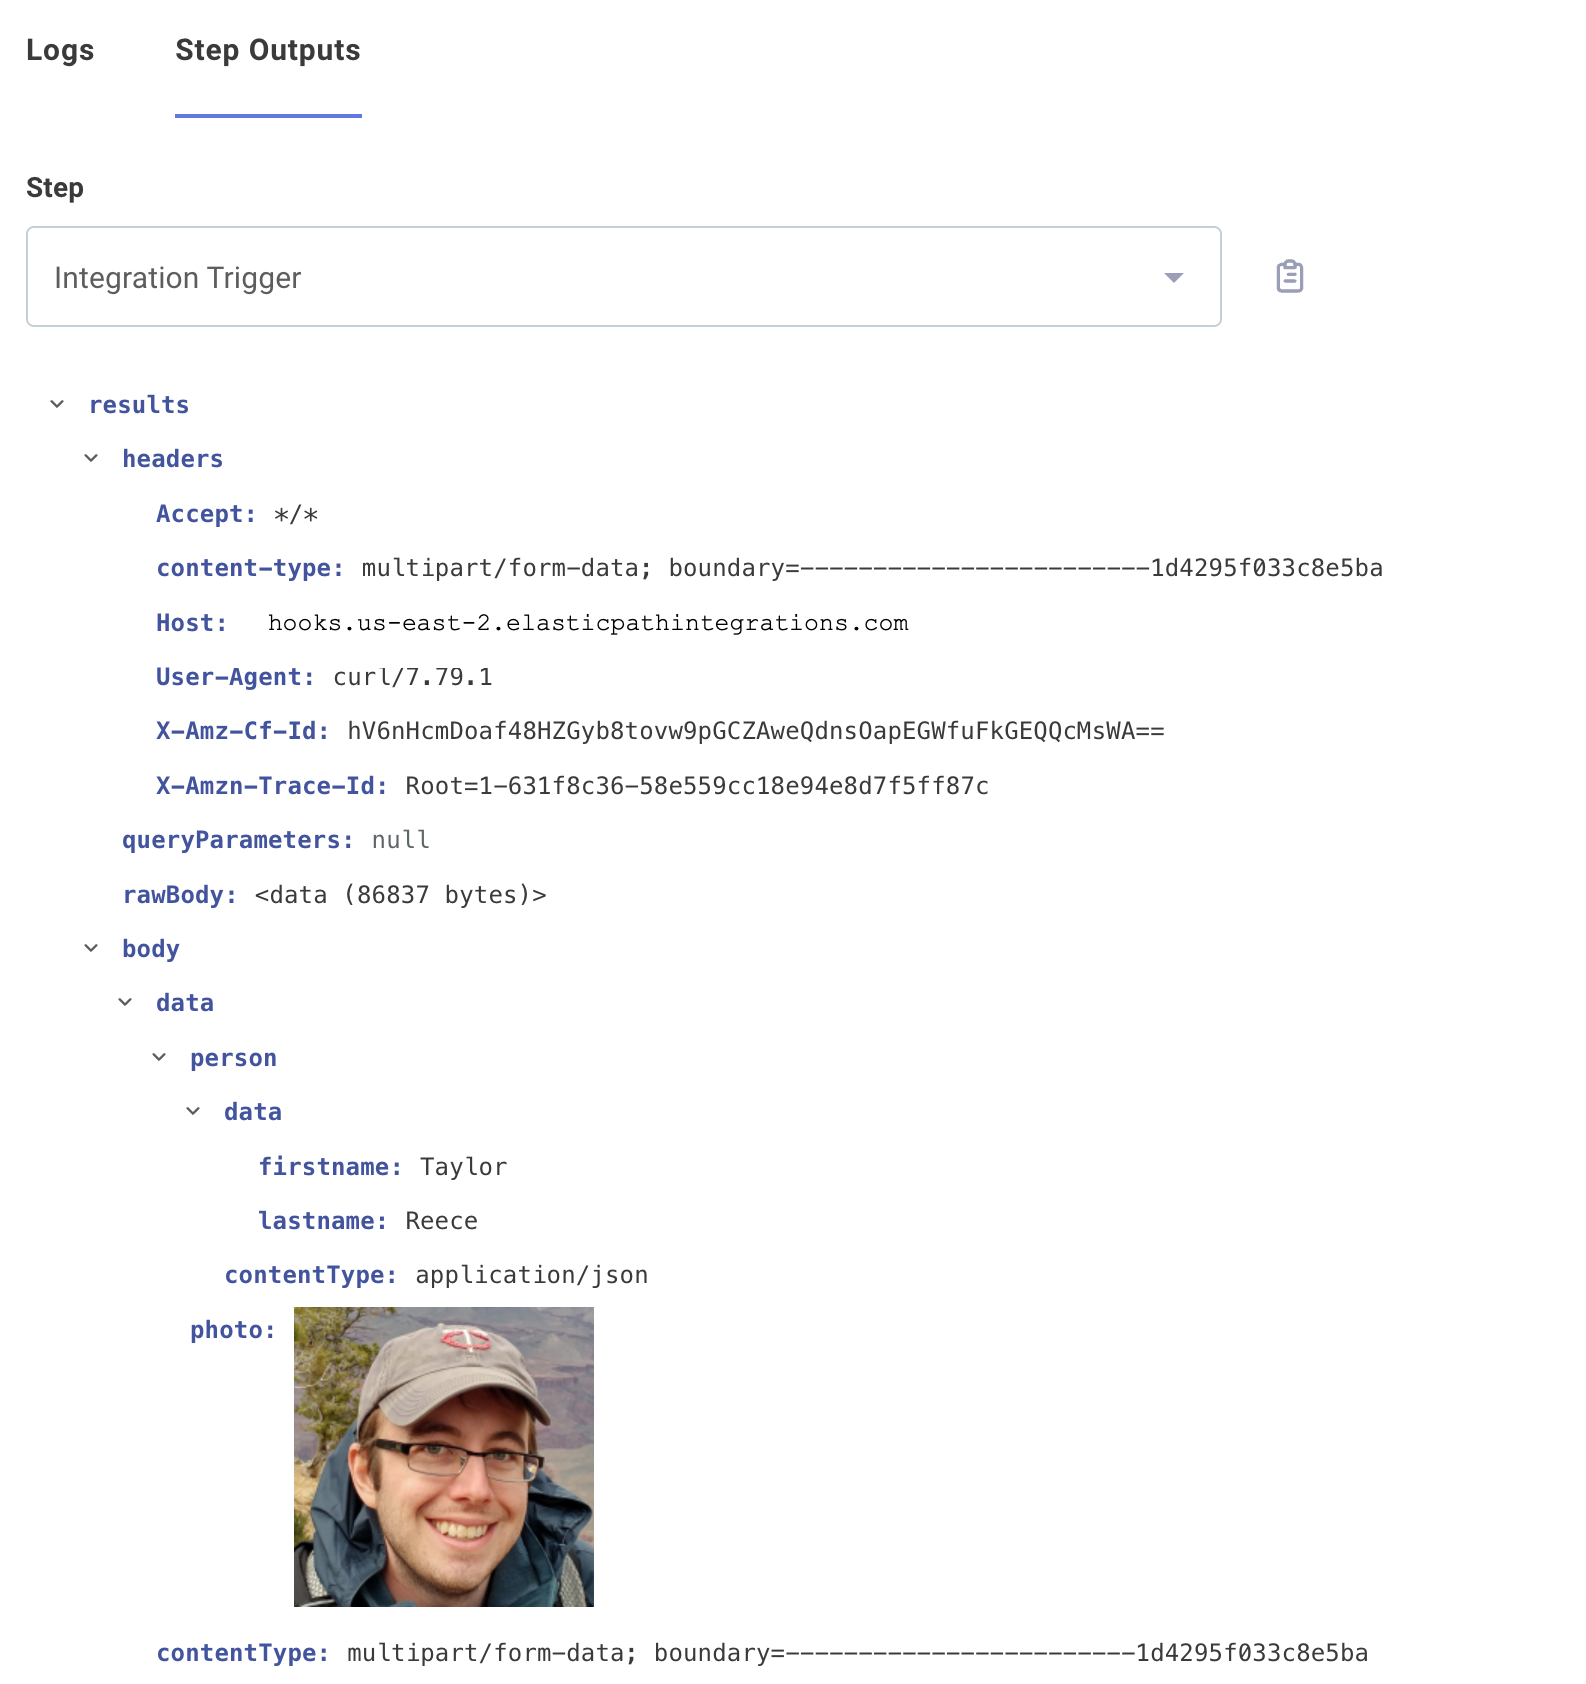 Logs Step Outputs
Step
Integration Trigger
results
headers
Accept: */*
content-type: multipart/form-data; boundary=------------------------1d4295f033c8e5ba
Host: hooks.us-east-2.elasticpathintegrations.com
User-Agent: curl/7.79.1
X-Amz-Cf-Id: hV6nHcmDoaf48HZGyb8tovw9pGCZAweQdnsOapEGWfuFkGEQQcMsWA==
X-Amzn-Trace-Id: Root=1-631f8c36-58e559cc18e94e8d7f5ff87c
queryParameters: null
rawBody: <data (86837 bytes)>
body
data
person
data
firstname: Taylor
lastname: Reece
contentType: application/json
photo:
contentType: multipart/form-data; boundary=------------------------1d4295f033c8e5ba